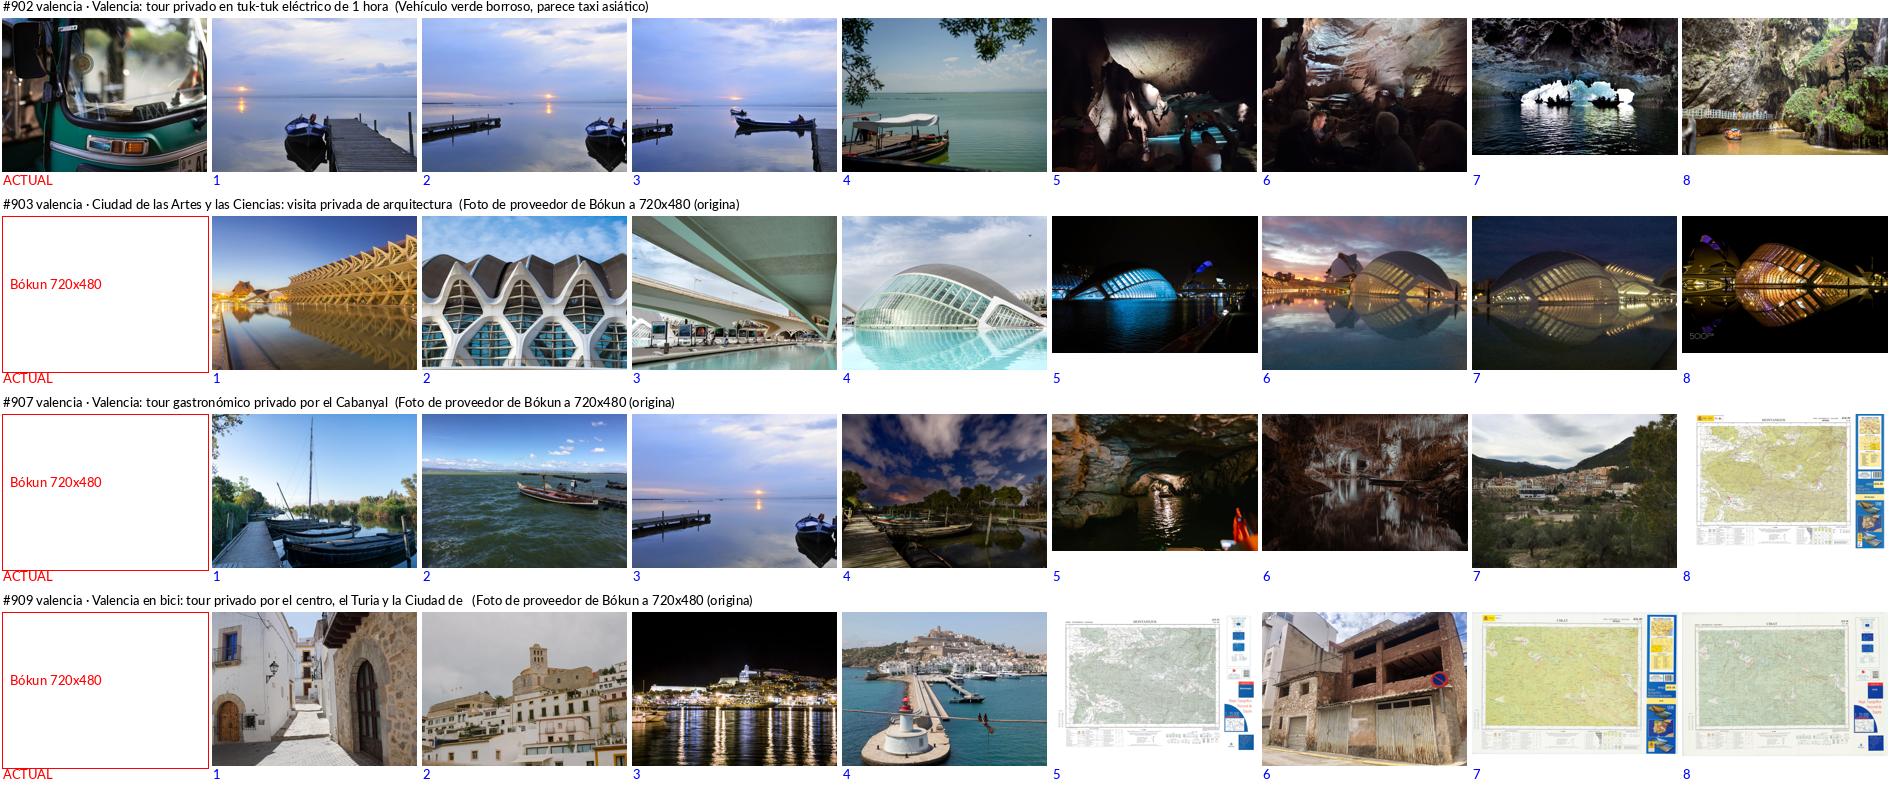 #902 valencia · Valencia: tour privado en tuk-tuk eléctrico de 1 hora (Vehículo verde borroso, parece taxi asiático)
ACTUAL 1 2 3 4 5 6 7 8
#903 valencia · Ciudad de las Artes y las Ciencias: visita privada de arquitectura (Foto de proveedor de Bókun a 720x480 (origina)
Bókun 720x480
500px
ACTUAL 1 2 3 4 5 6 7 8
#907 valencia · Valencia: tour gastronómico privado por el Cabanyal (Foto de proveedor de Bókun a 720x480 (origina)
MONTANEJOS
Bókun 720x480
ACTUAL 1 2 3 4 5 6 7 8
#909 valencia · Valencia en bici: tour privado por el centro, el Turia y la Ciudad de (Foto de proveedor de Bókun a 720x480 (origina)
MONTANEJOS
CIRAT
CIRAT
Bókun 720x480
ACTUAL 1 2 3 4 5 6 7 8